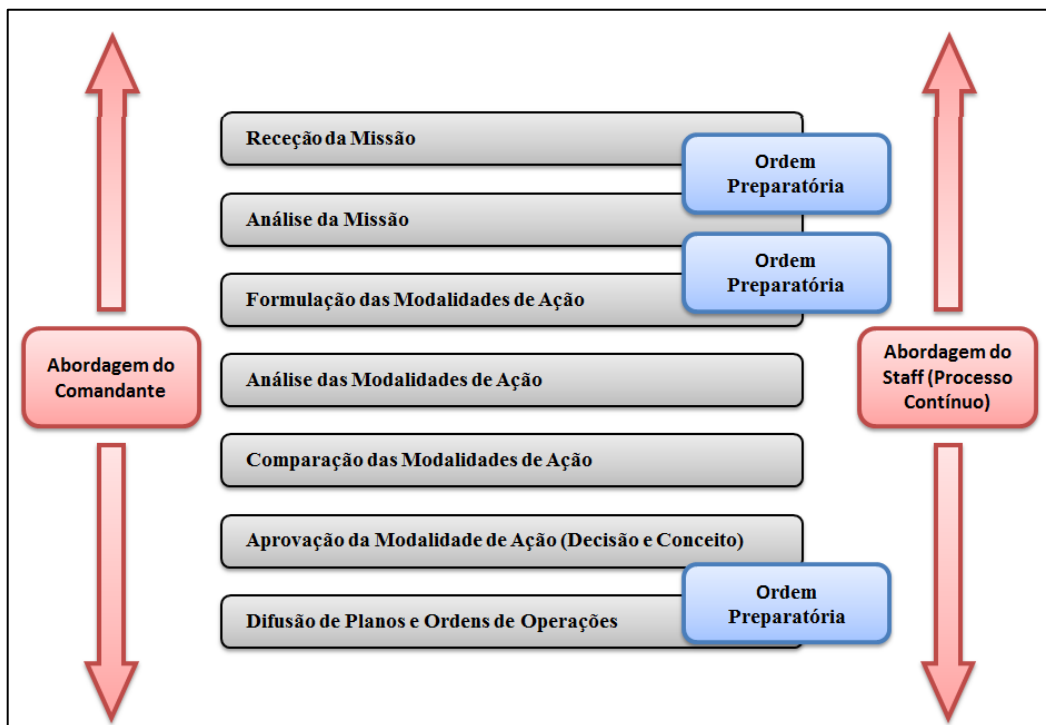 Receção da Missão
Ordem
Preparatória
Análise da Missão
Ordem
Preparatória
Formulação das Modalidades de Ação
Abordagem do
Comandante
Análise das Modalidades de Ação
Abordagem do
Staff (Processo
Contínuo)
Comparação das Modalidades de Ação
Aprovação da Modalidade de Ação (Decisão e Conceito)
Ordem
Preparatória
Difusão de Planos e Ordens de Operações